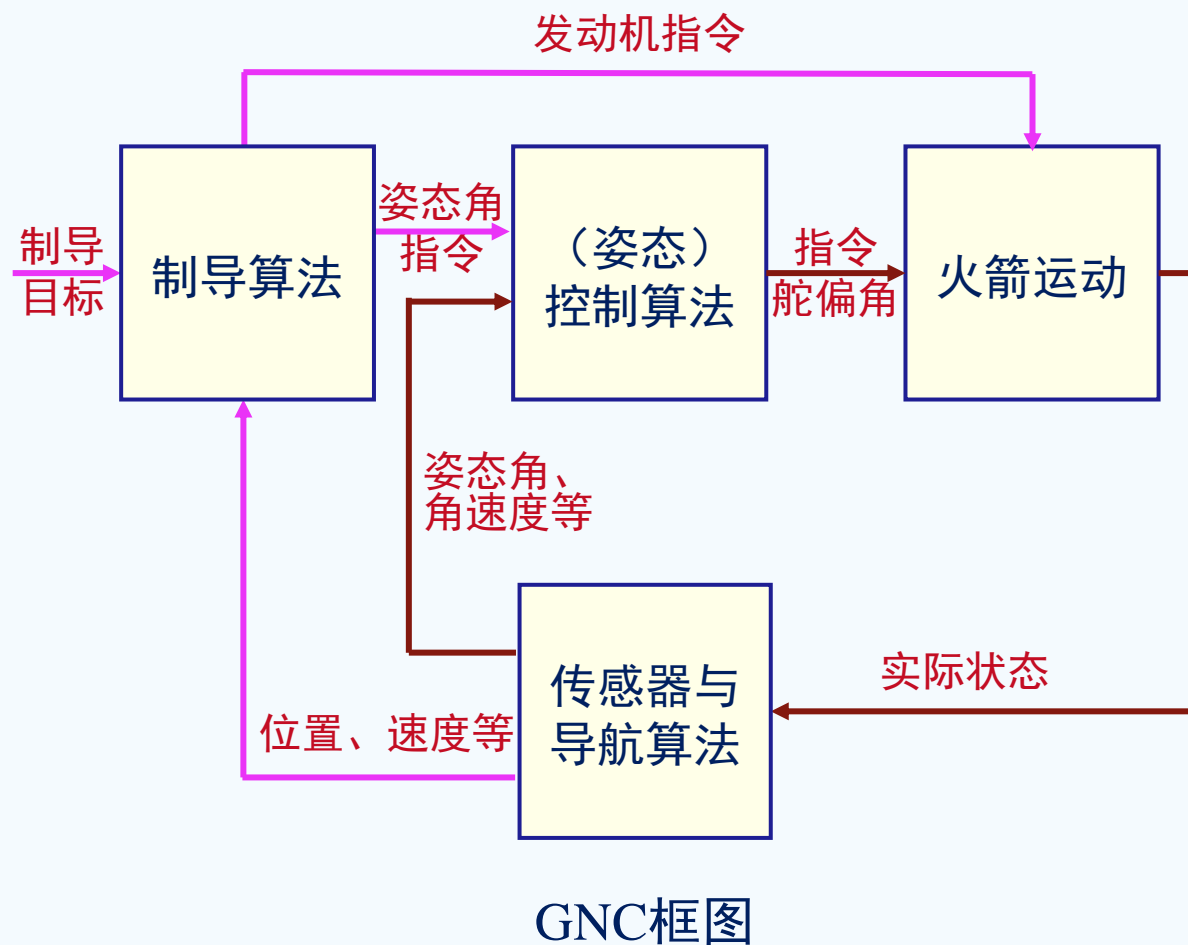 发动机指令
制导
目标
制导算法
姿态角
指令
（姿态）
控制算法
指令
舵偏角
火箭运动
姿态角、
角速度等
位置、速度等
传感器与
导航算法
实际状态
GNC框图